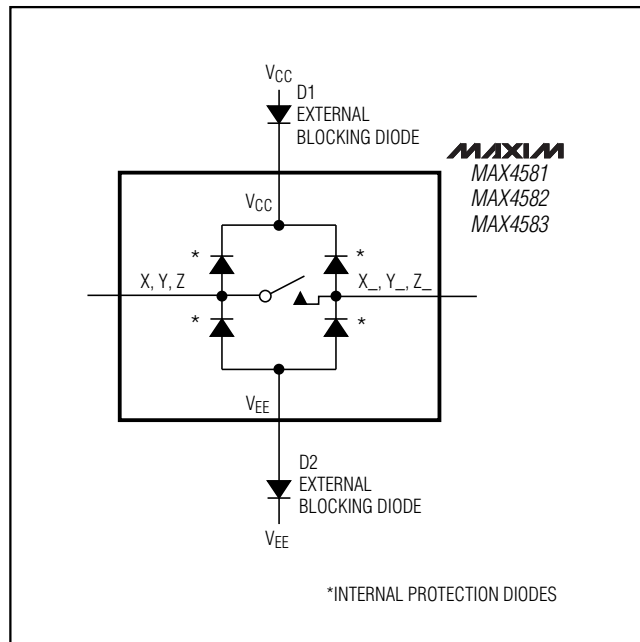 VCC
D1
EXTERNAL
BLOCKING DIODE
MAXIM
MAX4581
MAX4582
MAX4583
VCC
*
*
X, Y, Z
X_, Y_, Z_
*
*
VEE
D2
EXTERNAL
BLOCKING DIODE
VEE
*INTERNAL PROTECTION DIODES